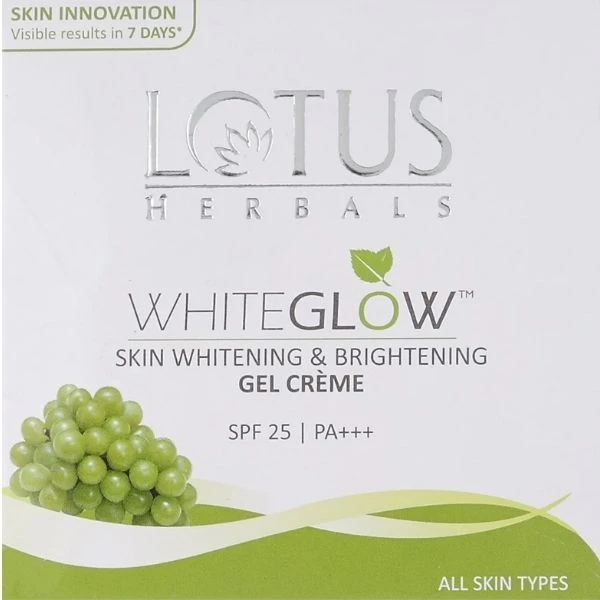 SKIN INNOVATION
Visible results in 7 DAYS*
LOTUS
HERBALS
WHITEGLOW™
SKIN WHITENING & BRIGHTENING
GEL CRÈME
SPF 25 | PA+++
ALL SKIN TYPES